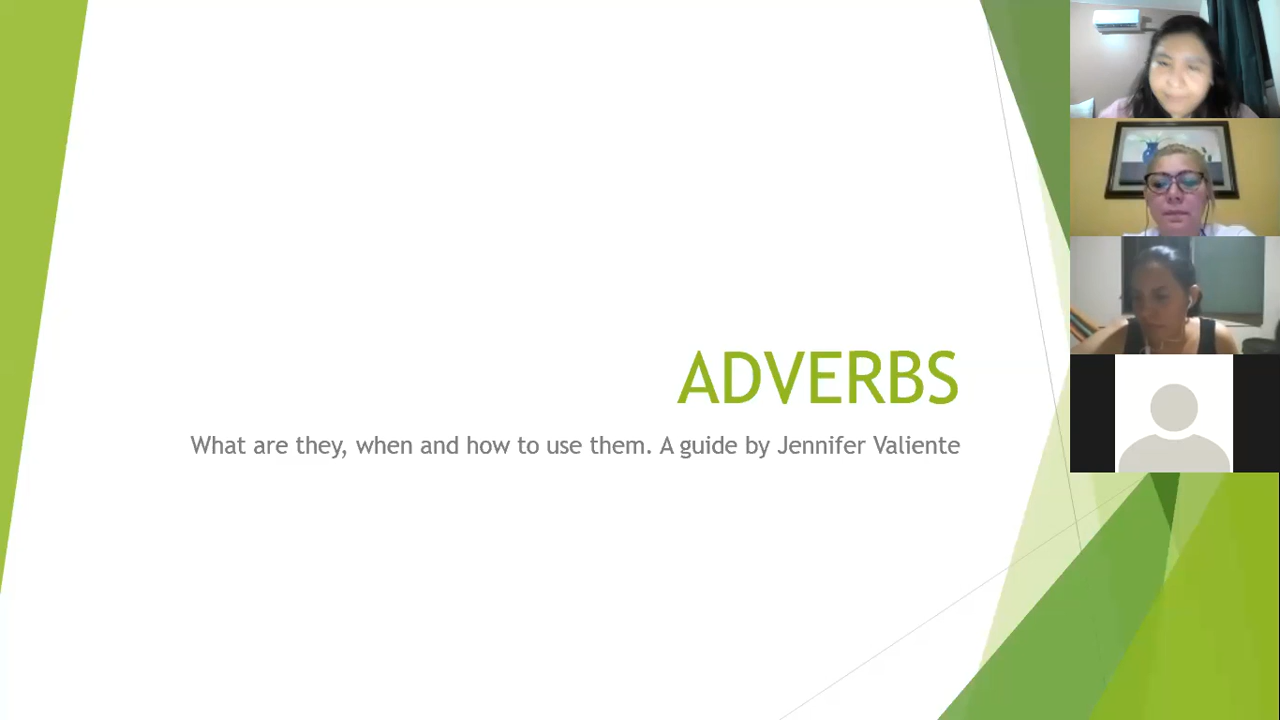 ADVERBS
What are they, when and how to use them. A guide by Jennifer Valiente